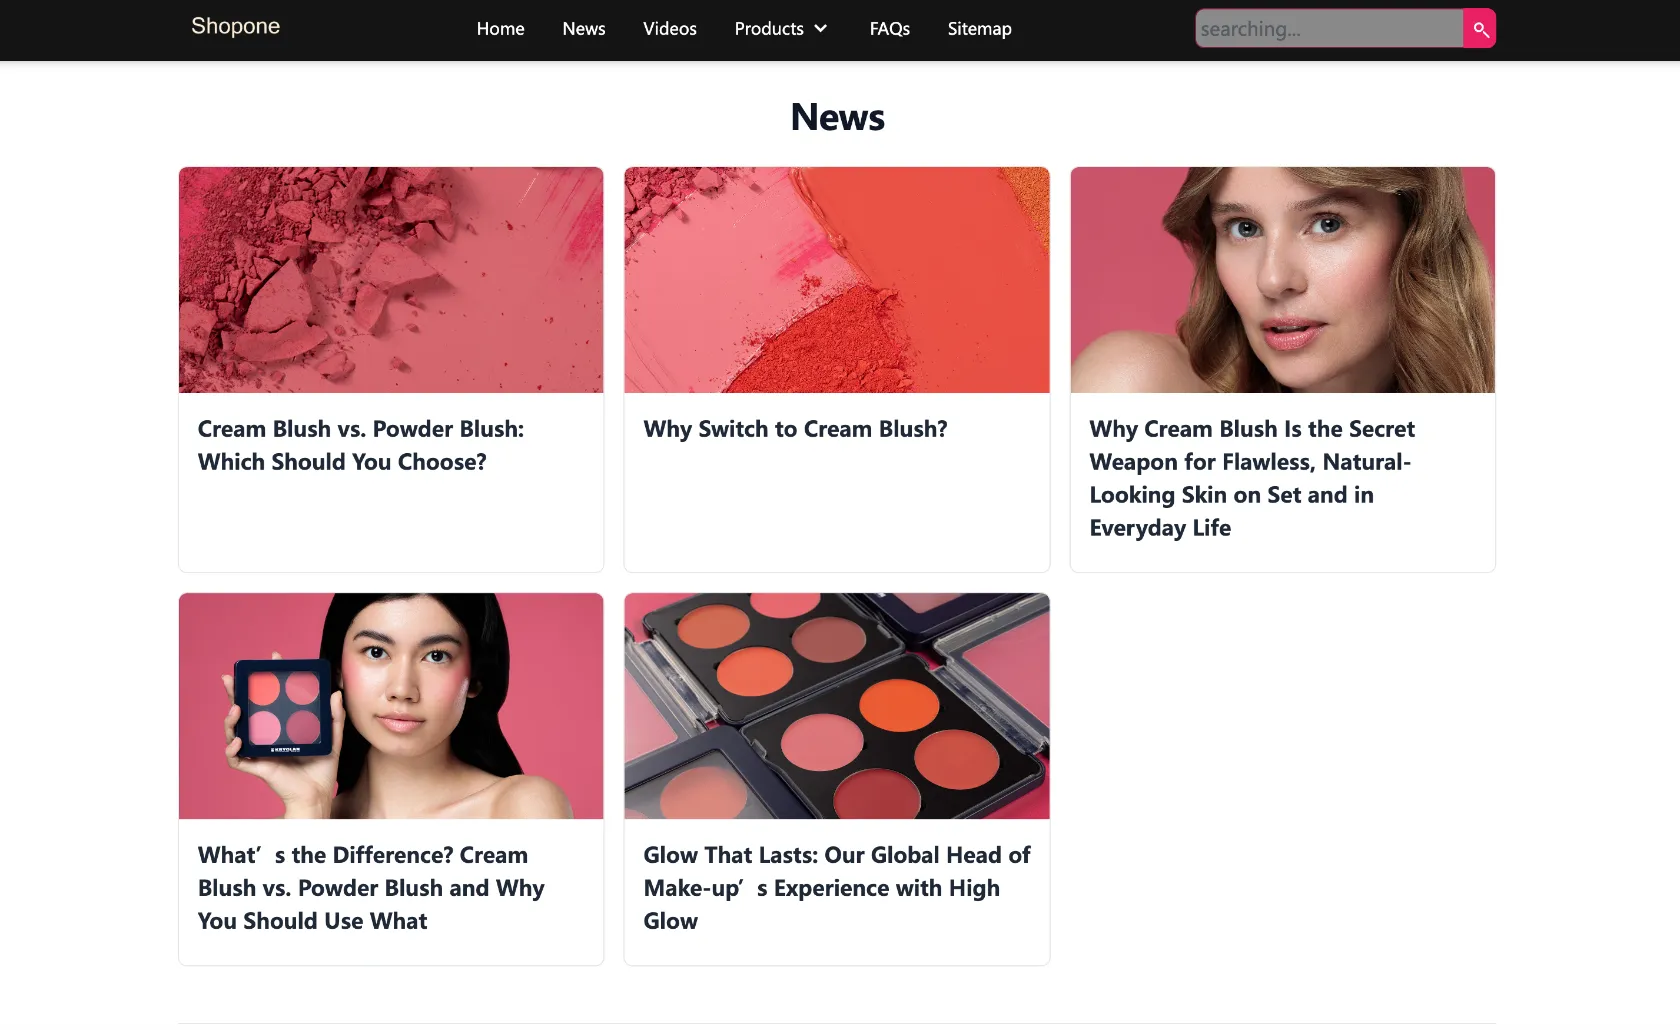 Shopone
Home News Videos Products FAQs Sitemap
searching...
News
Cream Blush vs. Powder Blush:
Which Should You Choose?
Why Switch to Cream Blush?
Why Cream Blush Is the Secret
Weapon for Flawless, Natural-
Looking Skin on Set and in
Everyday Life
KRYOLAN
What’s the Difference? Cream
Blush vs. Powder Blush and Why
You Should Use What
Glow That Lasts: Our Global Head of
Make-up’s Experience with High
Glow